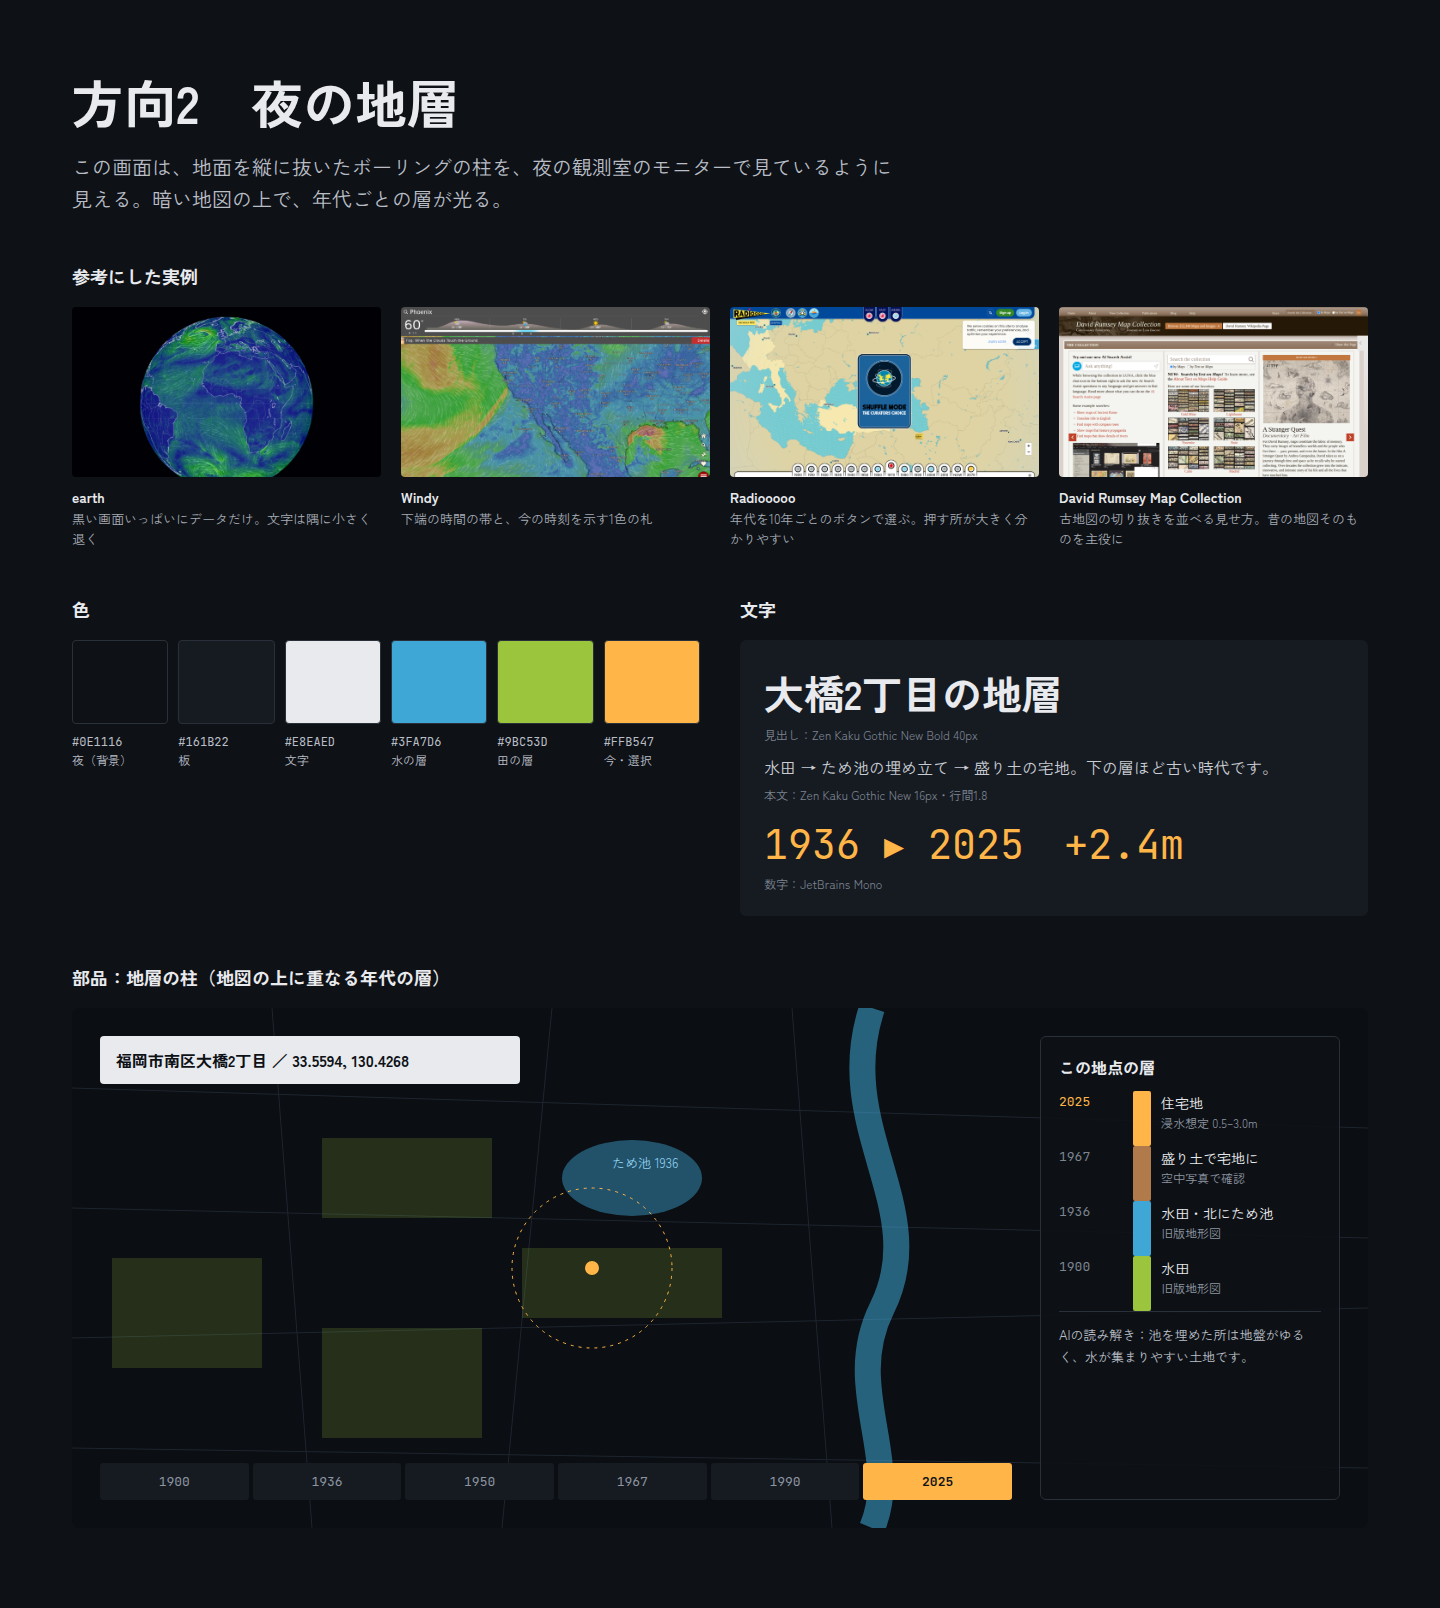 方向2　夜の地層
この画面は、地面を縦に抜いたボーリングの柱を、夜の観測室のモニターで見ているように
見える。暗い地図の上で、年代ごとの層が光る。
参考にした実例
Phoenix
60°
SHUFFLE MODE
THE CURATORS CHOICE
David Rumsey Map Collection
A Stranger Quest
earth
黒い画面いっぱいにデータだけ。文字は隅に小さく
退く
Windy
下端の時間の帯と、今の時刻を示す1色の札
Radiooooo
年代を10年ごとのボタンで選ぶ。押す所が大きく分
かりやすい
David Rumsey Map Collection
古地図の切り抜きを並べる見せ方。昔の地図そのも
のを主役に
色
#0E1116
夜（背景）
#161B22
板
#E8EAED
文字
#3FA7D6
水の層
#9BC53D
田の層
#FFB547
今・選択
文字
大橋2丁目の地層
見出し：Zen Kaku Gothic New Bold 40px
水田 → ため池の埋め立て → 盛り土の宅地。下の層ほど古い時代です。
本文：Zen Kaku Gothic New 16px・行間1.8
1936 ▶ 2025 +2.4m
数字：JetBrains Mono
部品：地層の柱（地図の上に重なる年代の層）
福岡市南区大橋2丁目 ／ 33.5594, 130.4268
ため池 1936
1900
1936
1950
1967
1990
2025
この地点の層
2025
住宅地
浸水想定 0.5–3.0m
1967
盛り土で宅地に
空中写真で確認
1936
水田・北にため池
旧版地形図
1900
水田
旧版地形図
AIの読み解き：池を埋めた所は地盤がゆる
く、水が集まりやすい土地です。